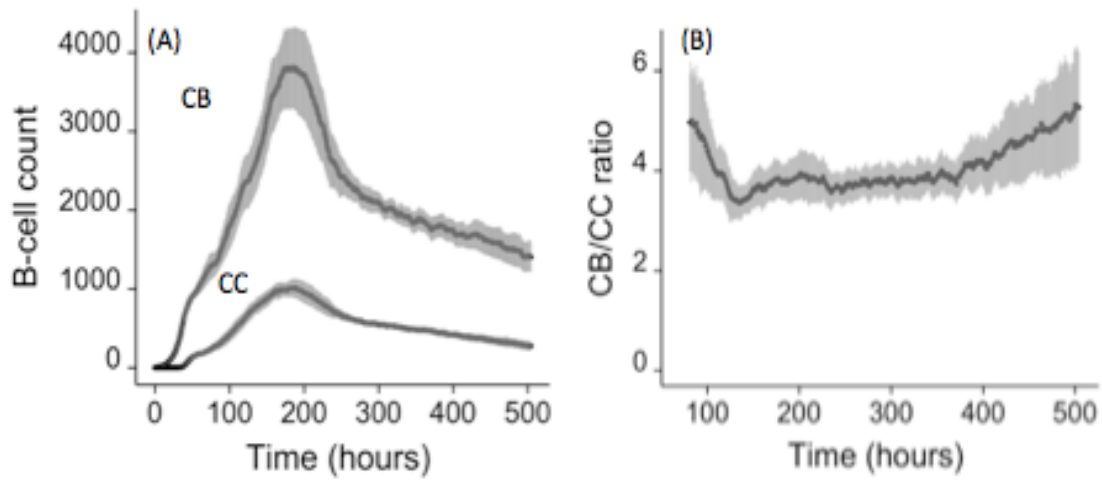 (A)
CB
CC
B-cell count
4000
3000
2000
1000
0
0 100 200 300 400 500
Time (hours)
(B)
CB/CC ratio
6
4
2
0
100 200 300 400 500
Time (hours)